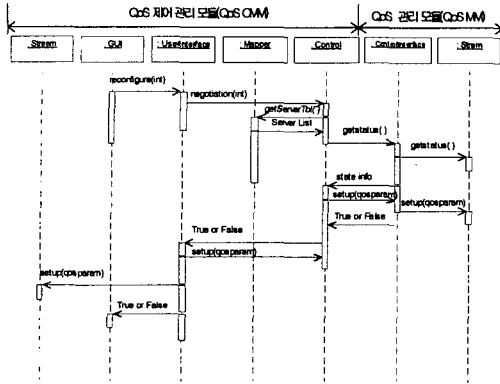 QoS 제어 관리 모듈(QoS CMM)
QoS 관리 모듈(QoS MM)
Stream
GUI
UserInterface
Mapper
Control
CmtoInterface
Strem
reconfigure(int)
negotiation(int)
getServerTbl( )
Server List
getstatus( )
getstatus( )
state info
setup(qosparam)
setup(qosparam)
True or False
True or False
setup(qosparam)
setup(qosparam)
True or False